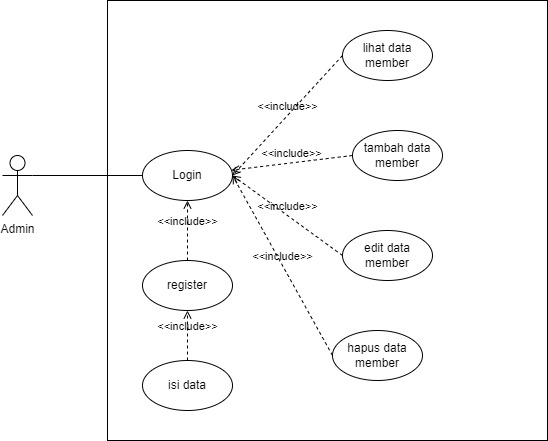 lihat data
member
<<include>>
tambah data
member
<<include>>
Login
Admin
<<include>>
<<include>>
edit data
member
<<include>>
register
<<include>>
hapus data
member
isi data